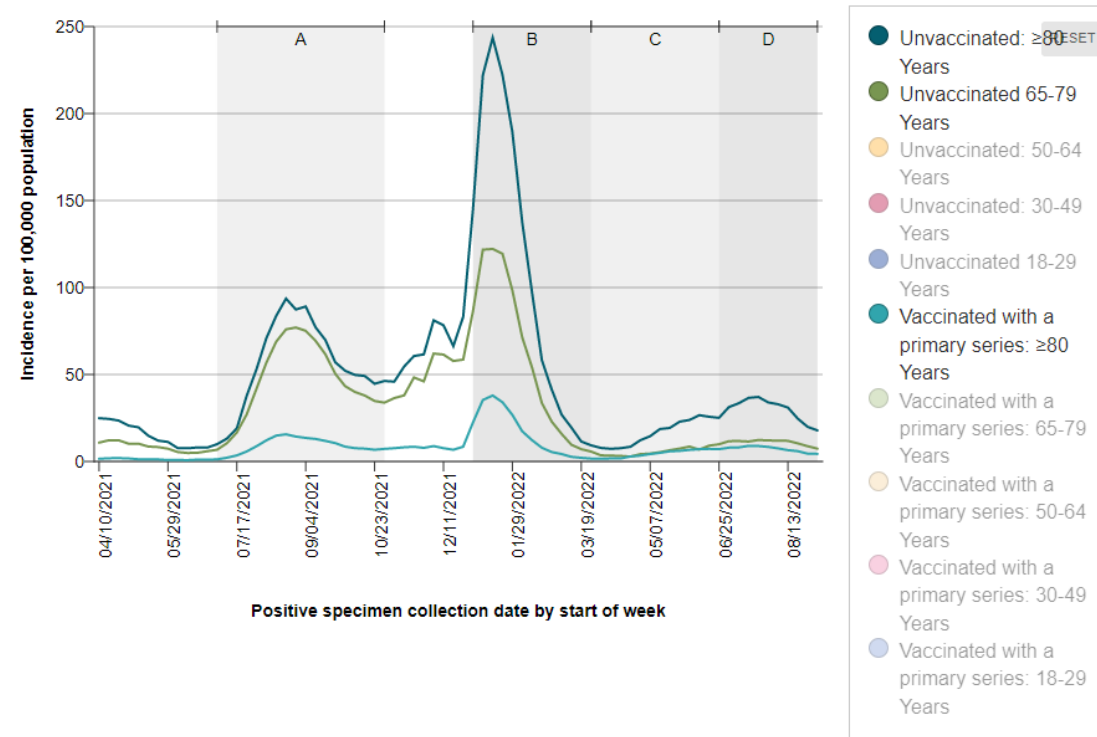 250
200
150
100
50
0
A
B
C
D
Incidence per 100,000 population
04/10/2021
05/29/2021
07/17/2021
09/04/2021
10/23/2021
12/11/2021
01/29/2022
03/19/2022
05/07/2022
06/25/2022
08/13/2022
Positive specimen collection date by start of week
RESET
Unvaccinated: ≥80
Years
Unvaccinated 65-79
Years
Unvaccinated: 50-64
Years
Unvaccinated: 30-49
Years
Unvaccinated 18-29
Years
Vaccinated with a
primary series: ≥80
Years
Vaccinated with a
primary series: 65-79
Years
Vaccinated with a
primary series: 50-64
Years
Vaccinated with a
primary series: 30-49
Years
Vaccinated with a
primary series: 18-29
Years